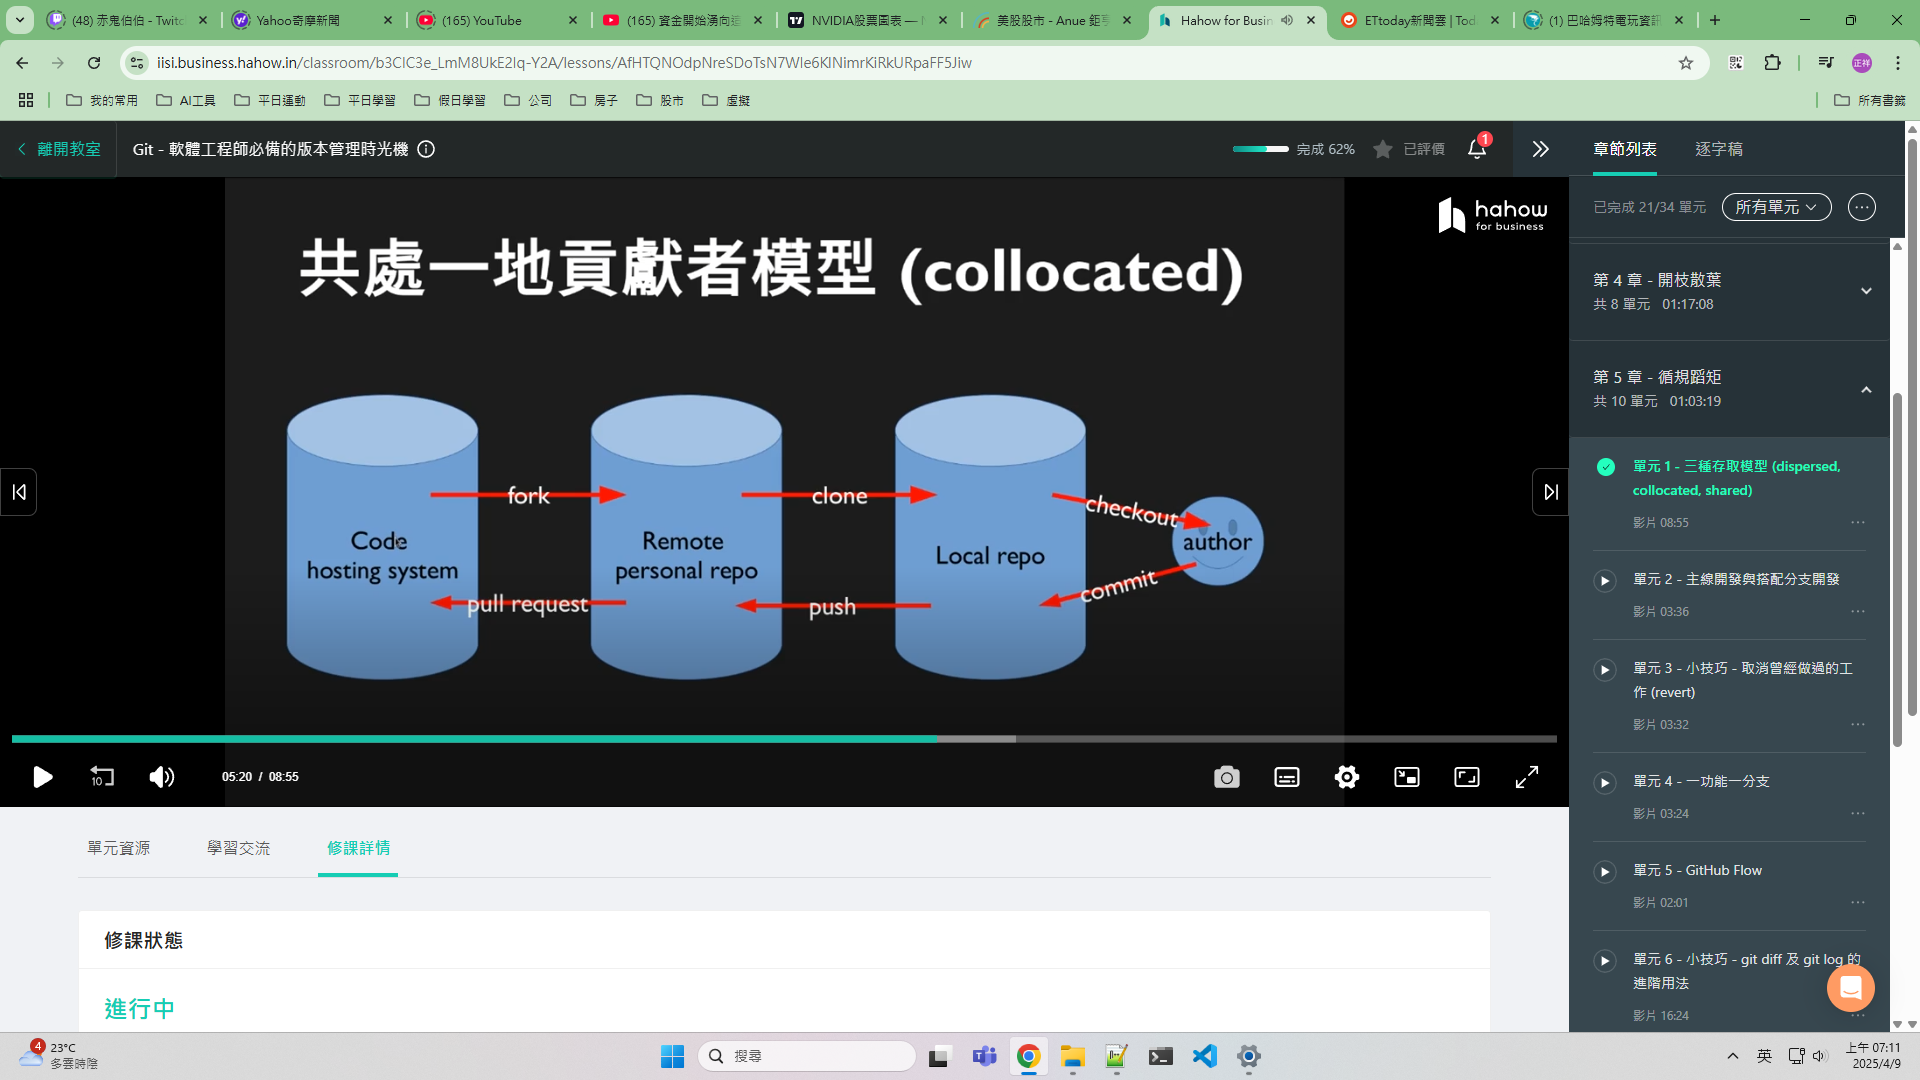 (48) 赤鬼伯伯 - Twitc
Yahoo奇摩新聞
(165) YouTube
(165) 資金開始湧向這
NVIDIA股票圖表 — N
美股股市 - Anue 鉅亨
Hahow for Busin
ETtoday新聞雲 | Tod
(1) 巴哈姆特電玩資訊
iisi.business.hahow.in/classroom/b3ClC3e_LmM8UkE2lq-Y2A/lessons/AfHTQNOdpNreSDoTsN7Wle6KlNimrKiRkURpaFF5Jiw
正祥
我的常用
AI工具
平日運動
平日學習
假日學習
公司
房子
股市
虛擬
所有書籤
離開教室
Git - 軟體工程師必備的版本管理時光機
完成 62%
已評價
1
章節列表
逐字稿
已完成 21/34 單元
所有單元
hahow
for business
共處一地貢獻者模型 (collocated)
fork
clone
checkout
Code
hosting system
Remote
personal repo
Local repo
author
pull request
push
commit
10
05:20 / 08:55
第 4 章 - 開枝散葉
共 8 單元 01:17:08
第 5 章 - 循規蹈矩
共 10 單元 01:03:19
單元 1 - 三種存取模型 (dispersed,
collocated, shared)
影片 08:55
單元 2 - 主線開發與搭配分支開發
影片 03:36
單元 3 - 小技巧 - 取消曾經做過的工
作 (revert)
影片 03:32
單元 4 - 一功能一分支
影片 03:24
單元 5 - GitHub Flow
影片 02:01
單元 6 - 小技巧 - git diff 及 git log 的
進階用法
影片 16:24
單元資源
學習交流
修課詳情
修課狀態
進行中
4
23°C
多雲時陰
搜尋
英
上午 07:11
2025/4/9